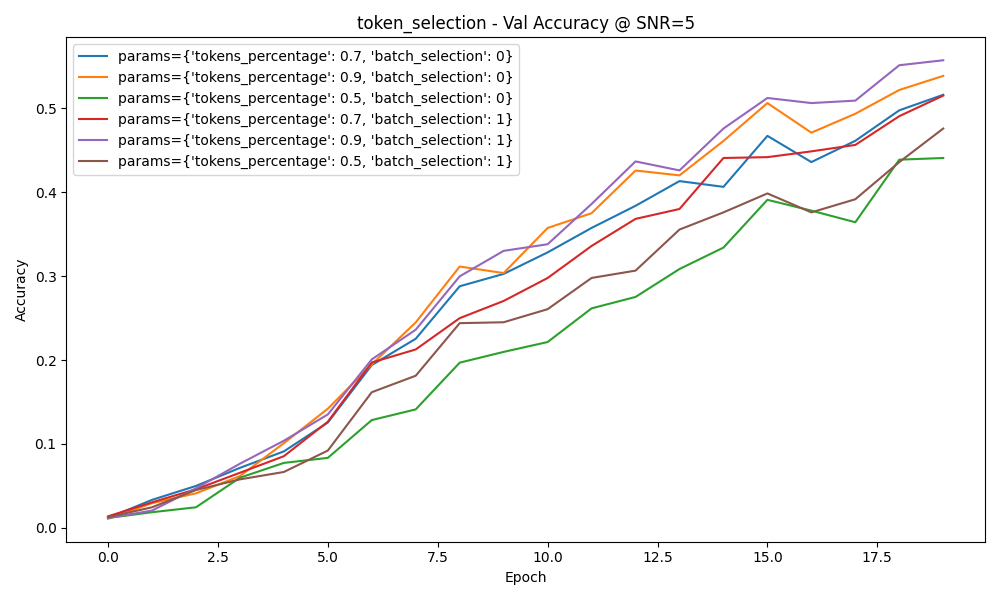 token_selection - Val Accuracy @ SNR=5
params={'tokens_percentage': 0.7, 'batch_selection': 0}
params={'tokens_percentage': 0.9, 'batch_selection': 0}
params={'tokens_percentage': 0.5, 'batch_selection': 0}
params={'tokens_percentage': 0.7, 'batch_selection': 1}
params={'tokens_percentage': 0.9, 'batch_selection': 1}
params={'tokens_percentage': 0.5, 'batch_selection': 1}
Accuracy
0.5
0.4
0.3
0.2
0.1
0.0
0.0 2.5 5.0 7.5 10.0 12.5 15.0 17.5
Epoch